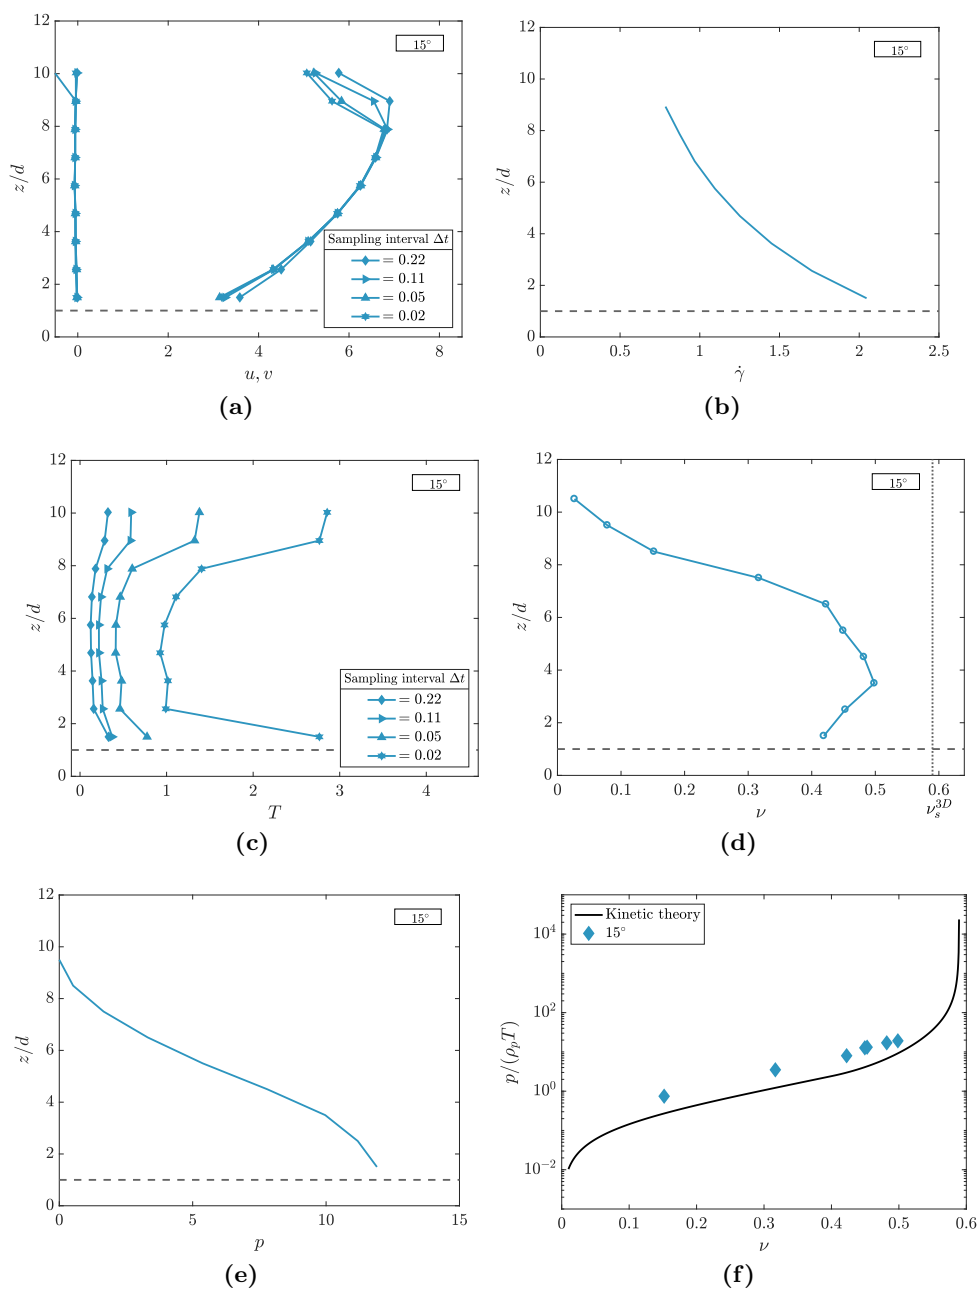 12
10
8
6
4
2
0
z/d
15°
Sampling interval Δt
= 0.22
= 0.11
= 0.05
= 0.02
0 2 4 6 8
u, v
(a)
12
10
8
6
4
2
0
z/d
15°
0 0.5 1 1.5 2 2.5
γ̇
(b)
12
10
8
6
4
2
0
z/d
15°
Sampling interval Δt
= 0.22
= 0.11
= 0.05
= 0.02
0 1 2 3 4
T
(c)
12
10
8
6
4
2
0
z/d
15°
0 0.1 0.2 0.3 0.4 0.5 0.6
ν
ν_s^{3D}
(d)
12
10
8
6
4
2
0
z/d
15°
0 5 10 15
p
(e)
Kinetic theory
15°
10^4
10^2
10^0
10^{−2}
p/(ρ_pT)
0 0.1 0.2 0.3 0.4 0.5 0.6
ν
(f)